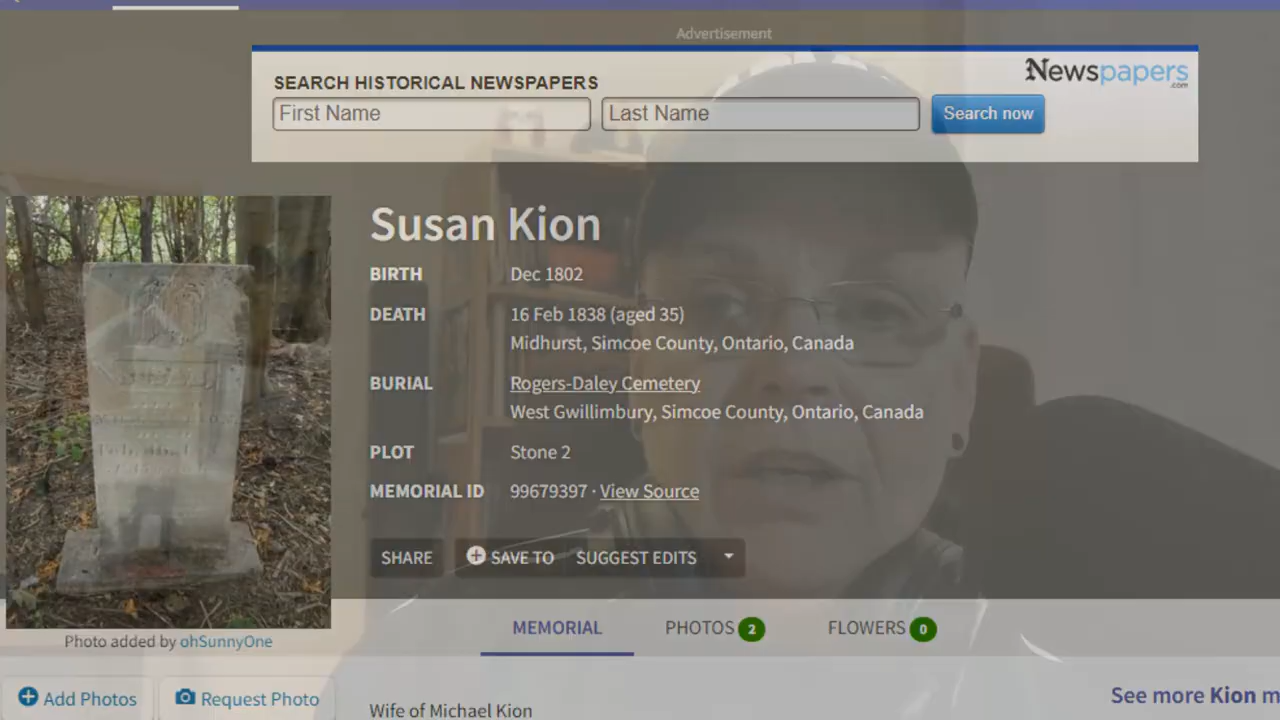 Advertisement
SEARCH HISTORICAL NEWSPAPERS
Newspapers
.com
First Name
Last Name
Search now
Susan Kion
BIRTH Dec 1802
DEATH 16 Feb 1838 (aged 35)
Midhurst, Simcoe County, Ontario, Canada
BURIAL Rogers-Daley Cemetery
West Gwillimbury, Simcoe County, Ontario, Canada
PLOT Stone 2
MEMORIAL ID 99679397 · View Source
SHARE SAVE TO SUGGEST EDITS
MEMORIAL PHOTOS 2 FLOWERS 0
Photo added by ohSunnyOne
Add Photos Request Photo
See more Kion m
Wife of Michael Kion